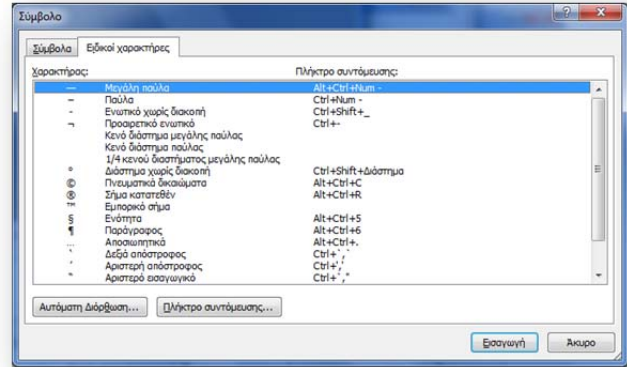 Σύμβολο
Σύμβολα Ειδικοί χαρακτήρες
Χαρακτήρας: Πλήκτρο συντόμευσης:
— Μεγάλη παύλα Alt+Ctrl+Num -
– Παύλα Ctrl+Num -
- Ενωτικό χωρίς διακοπή Ctrl+Shift+_
¬ Προαιρετικό ενωτικό Ctrl+-
Κενό διάστημα μεγάλης παύλας
Κενό διάστημα παύλας
1/4 κενού διαστήματος μεγάλης παύλας
° Διάστημα χωρίς διακοπή Ctrl+Shift+Διάστημα
© Πνευματικά δικαιώματα Alt+Ctrl+C
® Σήμα κατατεθέν Alt+Ctrl+R
™ Εμπορικό σήμα
§ Ενότητα Alt+Ctrl+5
¶ Παράγραφος Alt+Ctrl+6
… Αποσιωπητικά Alt+Ctrl+.
‘ Δεξιά απόστροφος Ctrl+`,`
’ Αριστερή απόστροφος Ctrl+','
“ Αριστερό εισαγωγικό Ctrl+`,"
Αυτόματη Διόρθωση... Πλήκτρο συντόμευσης...
Εισαγωγή Άκυρο